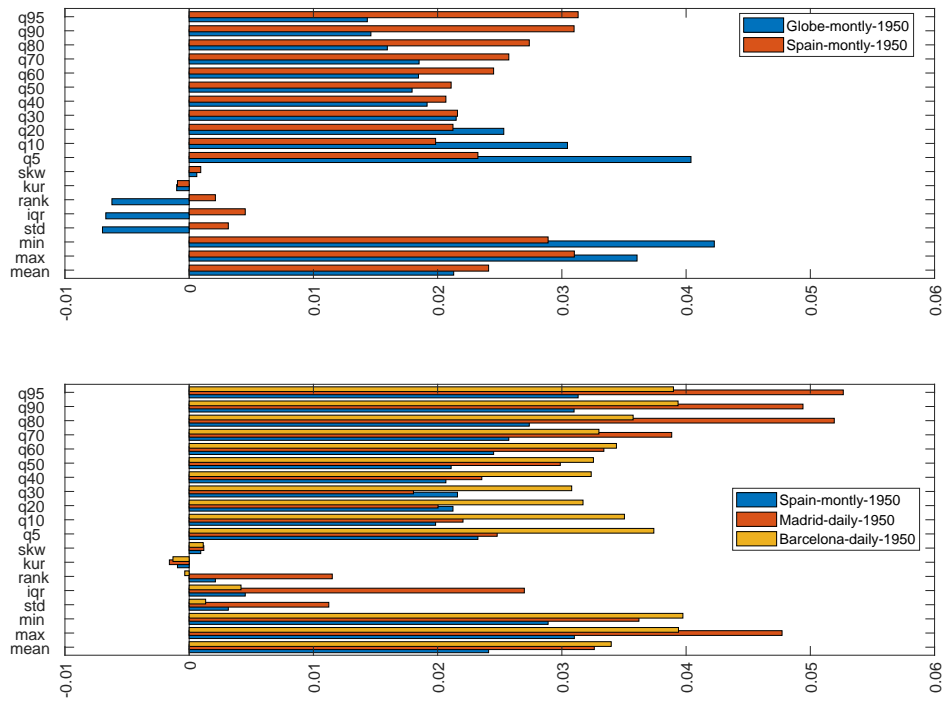 q95
q90
q80
q70
q60
q50
q40
q30
q20
q10
q5
skw
kur
rank
iqr
std
min
max
mean
-0.01
0
0.01
0.02
0.03
0.04
0.05
0.06
Globe-montly-1950
Spain-montly-1950
q95
q90
q80
q70
q60
q50
q40
q30
q20
q10
q5
skw
kur
rank
iqr
std
min
max
mean
-0.01
0
0.01
0.02
0.03
0.04
0.05
0.06
Spain-montly-1950
Madrid-daily-1950
Barcelona-daily-1950